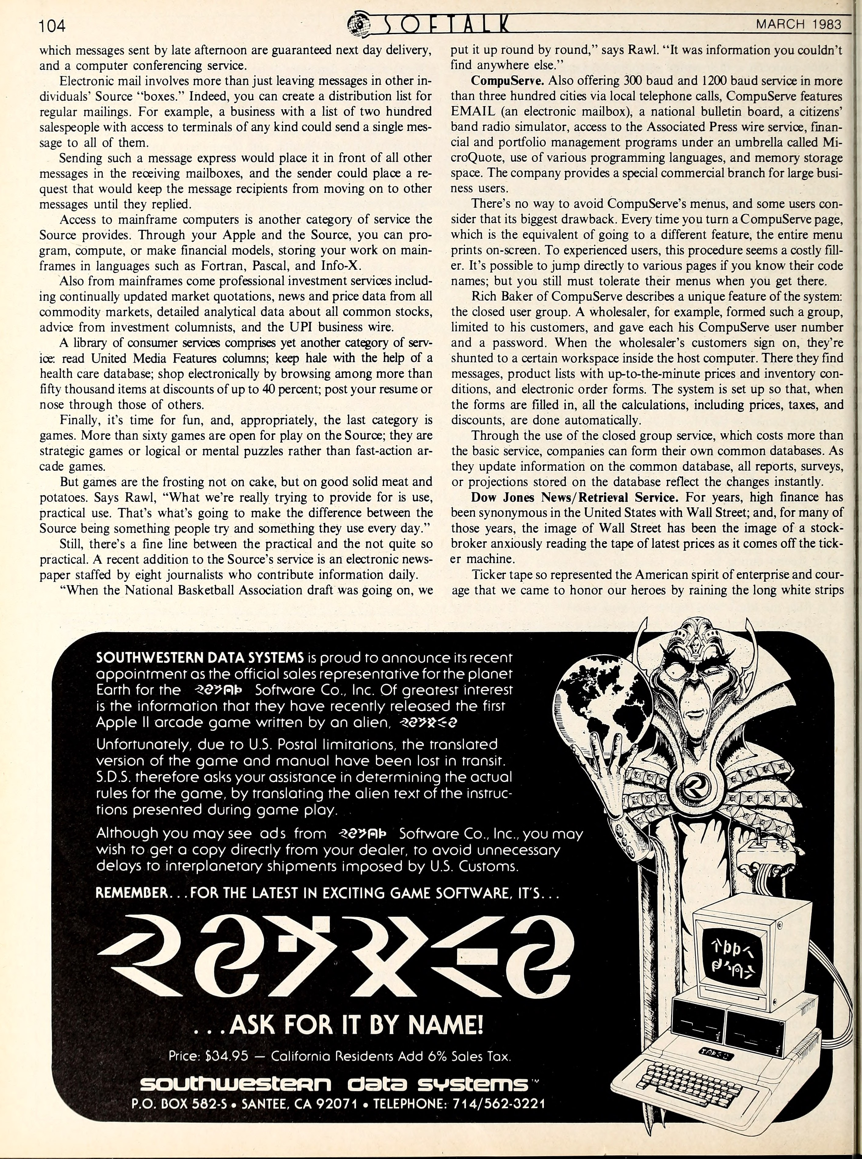 104
SOFTALK
MARCH 1983
which messages sent by late afternoon are guaranteed next day delivery,
and a computer conferencing service.
Electronic mail involves more than just leaving messages in other in-
dividuals' Source "boxes." Indeed, you can create a distribution list for
regular mailings. For example, a business with a list of two hundred
salespeople with access to terminals of any kind could send a single mes-
sage to all of them.
Sending such a message express would place it in front of all other
messages in the receiving mailboxes, and the sender could place a re-
quest that would keep the message recipients from moving on to other
messages until they replied.
Access to mainframe computers is another category of service the
Source provides. Through your Apple and the Source, you can pro-
gram, compute, or make financial models, storing your work on main-
frames in languages such as Fortran, Pascal, and Info-X.
Also from mainframes come professional investment services includ-
ing continually updated market quotations, news and price data from all
commodity markets, detailed analytical data about all common stocks,
advice from investment columnists, and the UPI business wire.
A library of consumer services comprises yet another category of serv-
ice: read United Media Features columns; keep hale with the help of a
health care database; shop electronically by browsing among more than
fifty thousand items at discounts of up to 40 percent; post your resume or
nose through those of others.
Finally, it's time for fun, and, appropriately, the last category is
games. More than sixty games are open for play on the Source; they are
strategic games or logical or mental puzzles rather than fast-action ar-
cade games.
But games are the frosting not on cake, but on good solid meat and
potatoes. Says Rawl, "What we're really trying to provide for is use,
practical use. That's what's going to make the difference between the
Source being something people try and something they use every day."
Still, there's a fine line between the practical and the not quite so
practical. A recent addition to the Source's service is an electronic news-
paper staffed by eight journalists who contribute information daily.
"When the National Basketball Association draft was going on, we
put it up round by round," says Rawl. "It was information you couldn't
find anywhere else."
CompuServe. Also offering 300 baud and 1200 baud service in more
than three hundred cities via local telephone calls, CompuServe features
EMAIL (an electronic mailbox), a national bulletin board, a citizens'
band radio simulator, access to the Associated Press wire service, finan-
cial and portfolio management programs under an umbrella called Mi-
croQuote, use of various programming languages, and memory storage
space. The company provides a special commercial branch for large busi-
ness users.
There's no way to avoid CompuServe's menus, and some users con-
sider that its biggest drawback. Every time you turn a CompuServe page,
which is the equivalent of going to a different feature, the entire menu
prints on-screen. To experienced users, this procedure seems a costly fill-
er. It's possible to jump directly to various pages if you know their code
names; but you still must tolerate their menus when you get there.
Rich Baker of CompuServe describes a unique feature of the system:
the closed user group. A wholesaler, for example, formed such a group,
limited to his customers, and gave each his CompuServe user number
and a password. When the wholesaler's customers sign on, they're
shunted to a certain workspace inside the host computer. There they find
messages, product lists with up-to-the-minute prices and inventory con-
ditions, and electronic order forms. The system is set up so that, when
the forms are filled in, all the calculations, including prices, taxes, and
discounts, are done automatically.
Through the use of the closed group service, which costs more than
the basic service, companies can form their own common databases. As
they update information on the common database, all reports, surveys,
or projections stored on the database reflect the changes instantly.
Dow Jones News/Retrieval Service. For years, high finance has
been synonymous in the United States with Wall Street; and, for many of
those years, the image of Wall Street has been the image of a stock-
broker anxiously reading the tape of latest prices as it comes off the tick-
er machine.
Ticker tape so represented the American spirit of enterprise and cour-
age that we came to honor our heroes by raining the long white strips
SOUTHWESTERN DATA SYSTEMS is proud to announce its recent
appointment as the official sales representative for the planet
Earth for the Software Co., Inc. Of greatest interest
is the information that they have recently released the first
Apple II arcade game written by an alien,
Unfortunately, due to U.S. Postal limitations, the translated
version of the game and manual have been lost in transit.
S.D.S. therefore asks your assistance in determining the actual
rules for the game, by translating the alien text of the instruc-
tions presented during game play.
Although you may see ads from Software Co., Inc., you may
wish to get a copy directly from your dealer, to avoid unnecessary
delays to interplanetary shipments imposed by U.S. Customs.
REMEMBER...FOR THE LATEST IN EXCITING GAME SOFTWARE, IT'S...
...ASK FOR IT BY NAME!
Price: $34.95 — California Residents Add 6% Sales Tax.
southwestern data systems™
P.O. BOX 582-S • SANTEE, CA 92071 • TELEPHONE: 714/562-3221